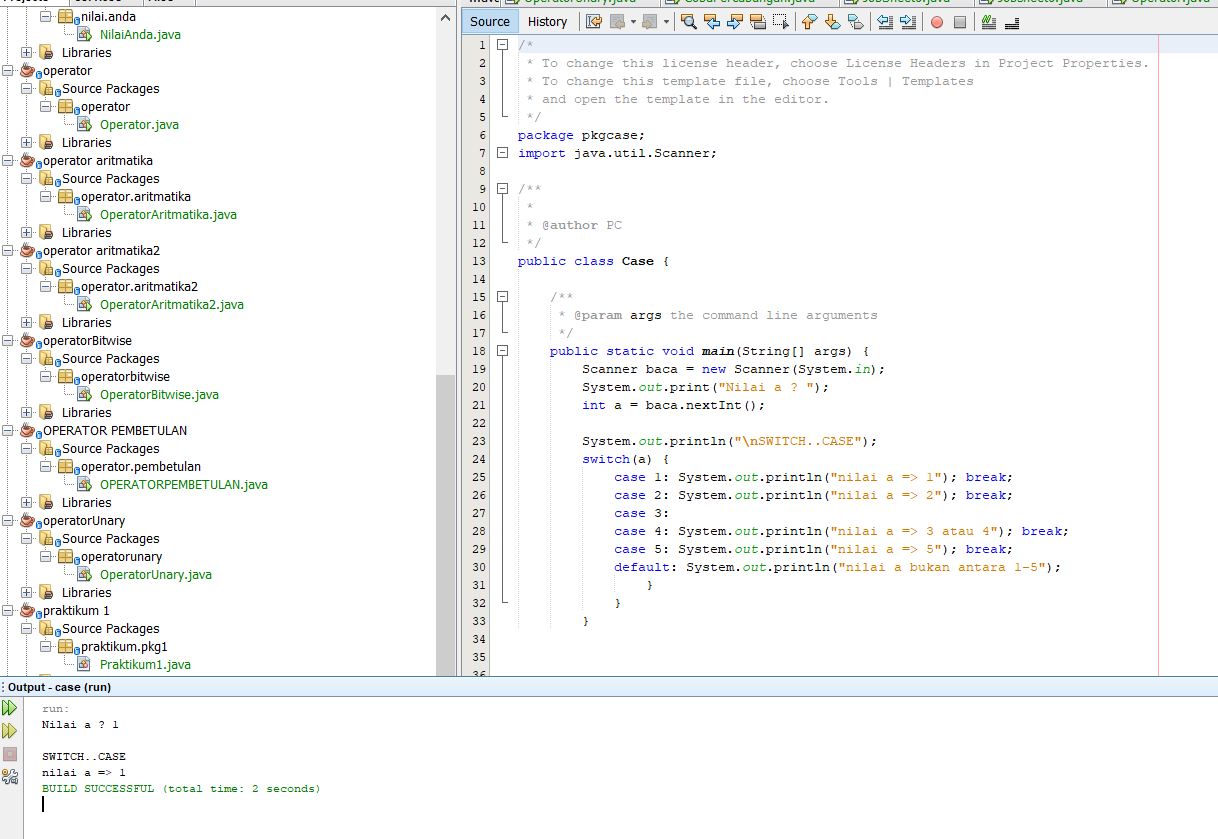 nilai.anda
NilaiAnda.java
Libraries
operator
Source Packages
operator
Operator.java
Libraries
operator aritmatika
Source Packages
operator.aritmatika
OperatorAritmatika.java
Libraries
operator aritmatika2
Source Packages
operator.aritmatika2
OperatorAritmatika2.java
Libraries
operatorBitwise
Source Packages
operatorbitwise
OperatorBitwise.java
Libraries
OPERATOR PEMBETULAN
Source Packages
operator.pembetulan
OPERATORPEMBETULAN.java
Libraries
operatorUnary
Source Packages
operatorunary
OperatorUnary.java
Libraries
praktikum 1
Source Packages
praktikum.pkg1
Praktikum1.java
Source History
1 /*
2 * To change this license header, choose License Headers in Project Properties.
3 * To change this template file, choose Tools | Templates
4 * and open the template in the editor.
5 */
6 package pkgcase;
7 import java.util.Scanner;
8
9 /**
10 *
11 * @author PC
12 */
13 public class Case {
14
15 /**
16 * @param args the command line arguments
17 */
18 public static void main(String[] args) {
19 Scanner baca = new Scanner(System.in);
20 System.out.print("Nilai a ? ");
21 int a = baca.nextInt();
22
23 System.out.println("\nSWITCH..CASE");
24 switch(a) {
25 case 1: System.out.println("nilai a => 1"); break;
26 case 2: System.out.println("nilai a => 2"); break;
27 case 3:
28 case 4: System.out.println("nilai a => 3 atau 4"); break;
29 case 5: System.out.println("nilai a => 5"); break;
30 default: System.out.println("nilai a bukan antara 1-5");
31 }
32 }
33 }
34
35
36
Output - case (run)
run:
Nilai a ? 1
SWITCH..CASE
nilai a => 1
BUILD SUCCESSFUL (total time: 2 seconds)